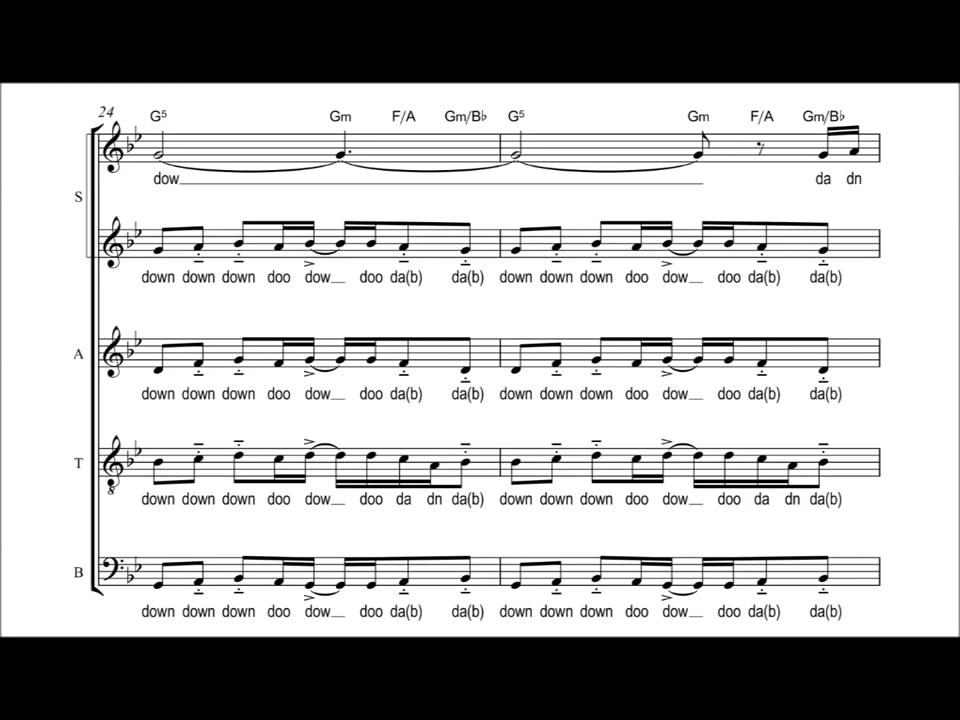 24
G5 Gm F/A Gm/B♭ G5 Gm F/A Gm/B♭
dow da dn
S
down down down doo dow doo da(b) da(b) down down down doo dow doo da(b) da(b)
A
down down down doo dow doo da(b) da(b) down down down doo dow doo da(b) da(b)
T
8
down down down doo dow doo da dn da(b) down down down doo dow doo da dn da(b)
B
down down down doo dow doo da(b) da(b) down down down doo dow doo da(b) da(b)